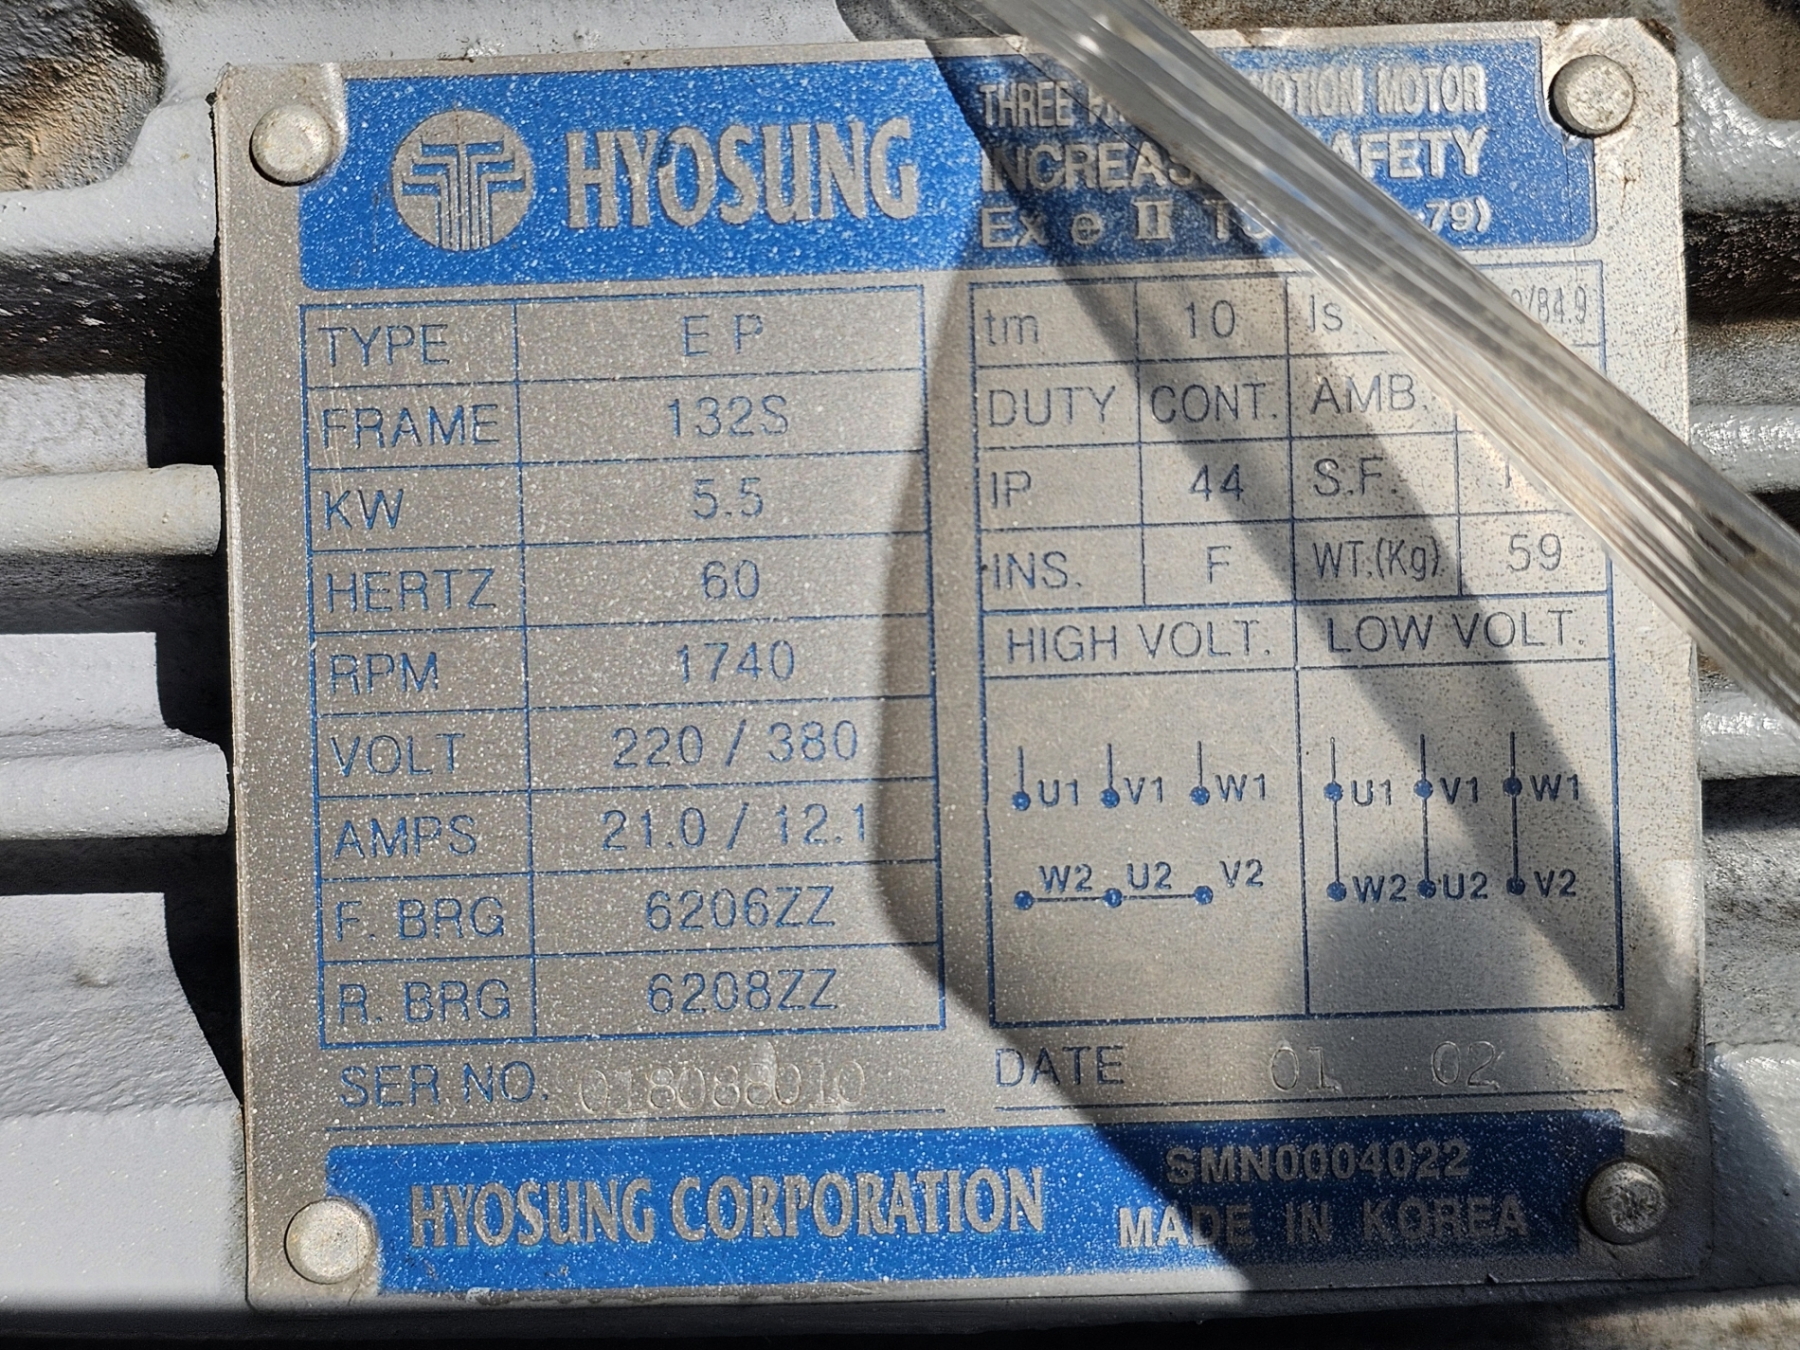 HYOSUNG
THREE MOTOR
SAFETY
Ex e II
TYPE E P
FRAME 132S
KW 5.5
HERTZ 60
RPM 1740
VOLT 220 / 380
AMPS 21.0 / 12.1
F. BRG 6206ZZ
R. BRG 6208ZZ
tm 10 Is
DUTY CONT. AMB.
IP 44 S.F.
INS. F WT.(Kg) 59
HIGH VOLT. LOW VOLT.
U1 V1 W1 U1 V1 W1
W2 U2 V2 W2 U2 V2
SER NO. 018088010
DATE 01 02
HYOSUNG CORPORATION
SMN0004022
MADE IN KOREA